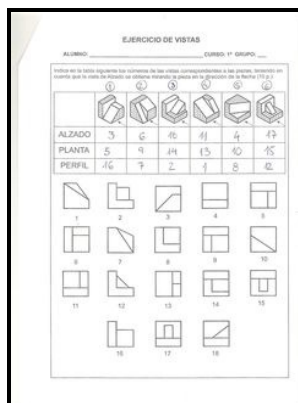 EJERCICIO DE VISTAS
ALUMNO: CURSO: 1º GRUPO:
Indica en la tabla siguiente los números de las vistas correspondientes a las piezas, teniendo en
cuenta que la vista de Alzado se obtiene mirando la pieza en la dirección de la flecha (10 p.)
1 2 3 4 5 6
ALZADO 3 6 16 11 4 17
PLANTA 5 9 14 13 10 15
PERFIL 16 7 2 1 8 12
1 2 3 4 5
6 7 8 9 10
11 12 13 14 15
16 17 18